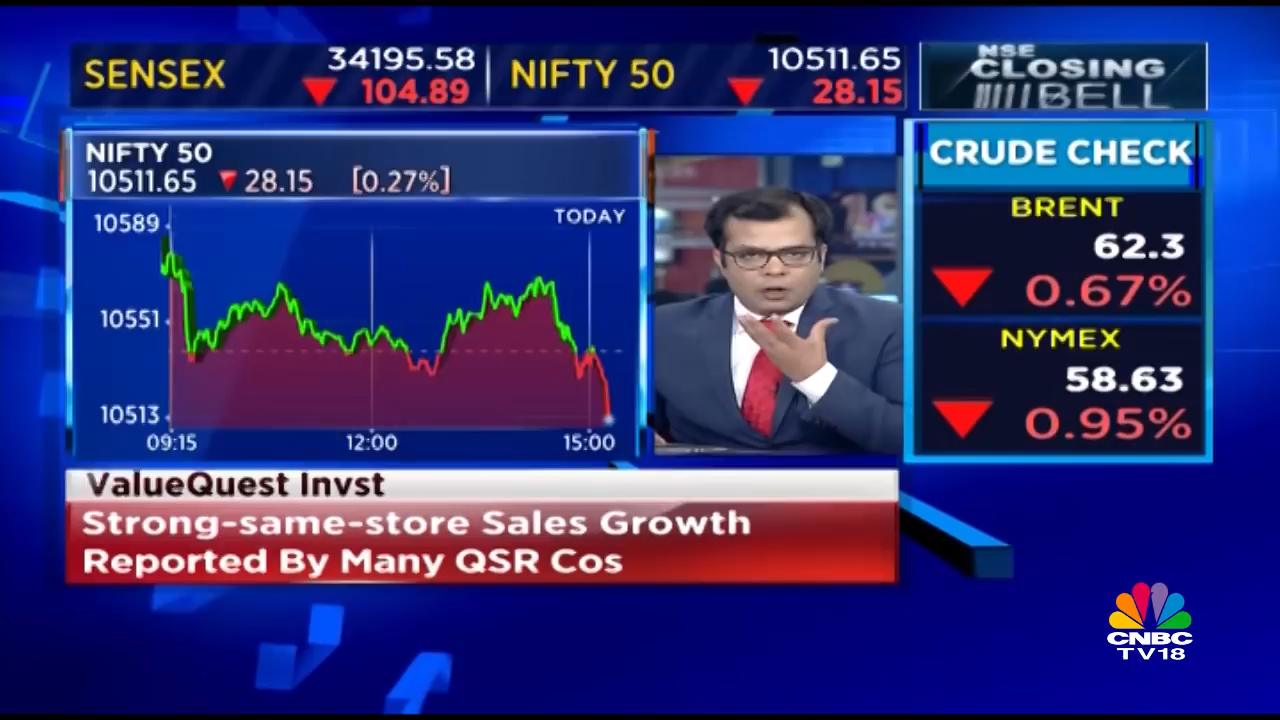 SENSEX
34195.58
104.89
NIFTY 50
10511.65
28.15
NSE
CLOSING
BELL
NIFTY 50
10511.65 28.15 [0.27%]
TODAY
10589
10551
10513
09:15 12:00 15:00
CRUDE CHECK
BRENT
62.3
0.67%
NYMEX
58.63
0.95%
ValueQuest Invst
Strong-same-store Sales Growth
Reported By Many QSR Cos
CNBC
TV18